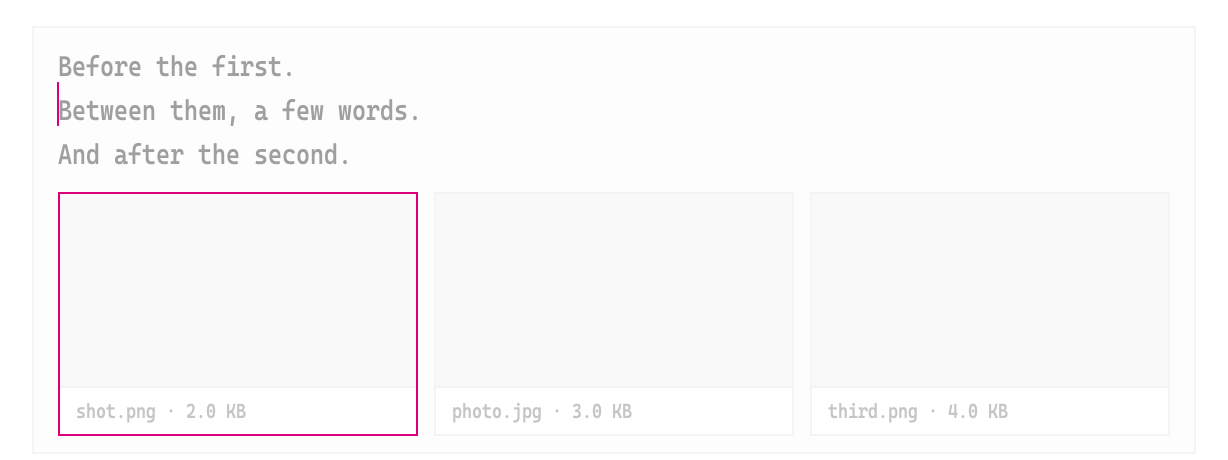 Before the first.
Between them, a few words.
And after the second.
shot.png · 2.0 KB
photo.jpg · 3.0 KB
third.png · 4.0 KB